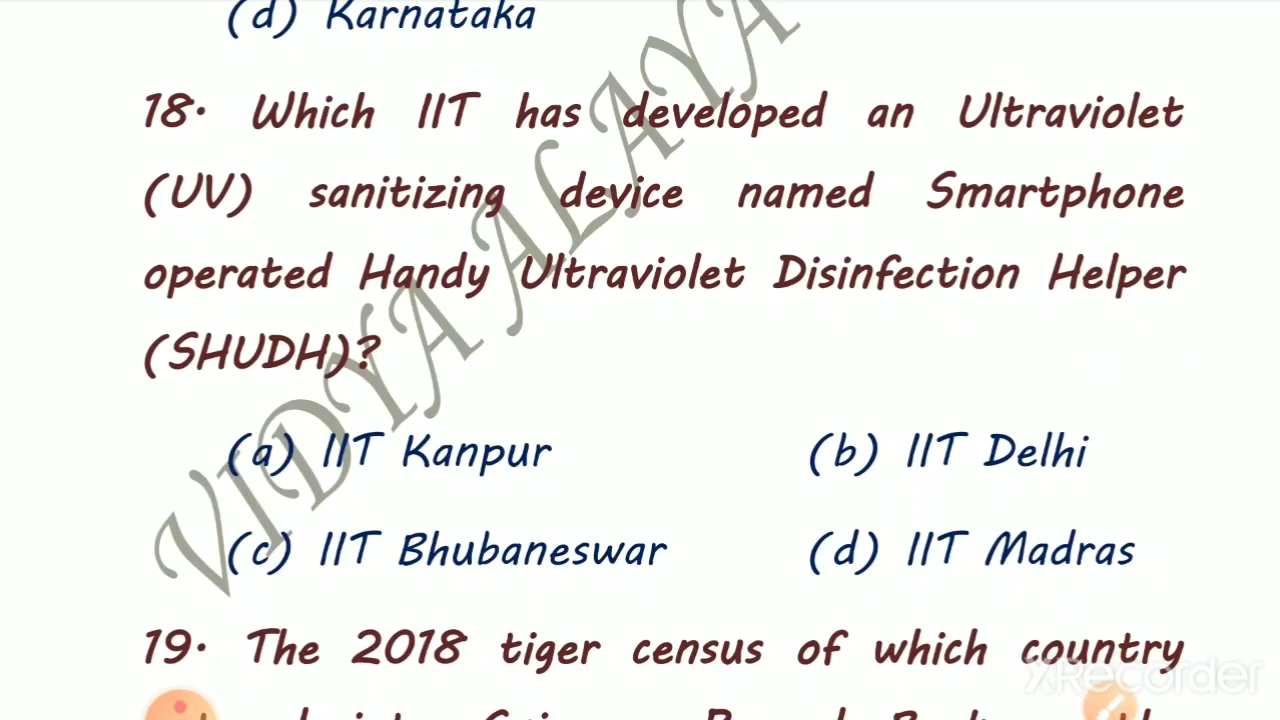 (d) Karnataka
18. Which IIT has developed an Ultraviolet
(UV) sanitizing device named Smartphone
operated Handy Ultraviolet Disinfection Helper
(SHUDH)?
(a) IIT Kanpur (b) IIT Delhi
(c) IIT Bhubaneswar (d) IIT Madras
19. The 2018 tiger census of which country
VIDYA ALAYA
XRecorder